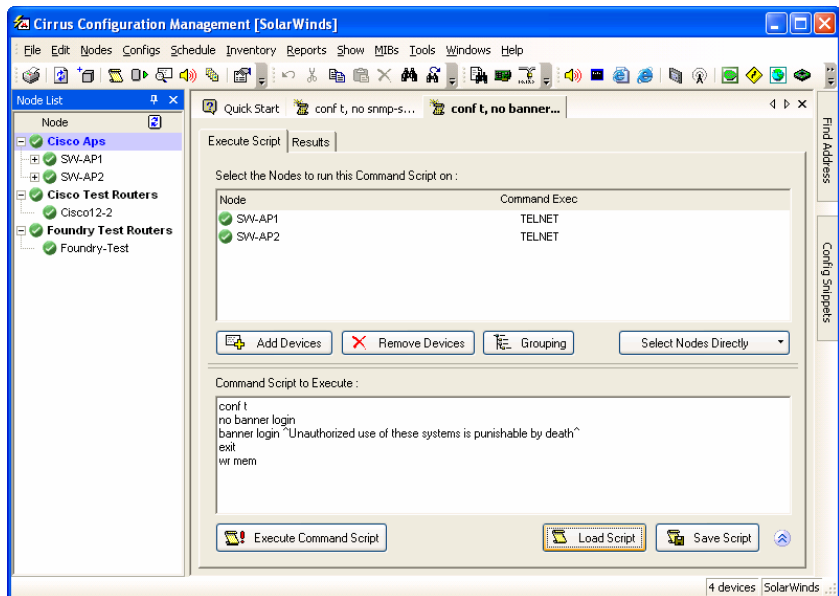 Cirrus Configuration Management [SolarWinds]
File Edit Nodes Configs Schedule Inventory Reports Show MIBs Tools Windows Help
Node List
Node
Cisco Aps
SW-AP1
SW-AP2
Cisco Test Routers
Cisco12-2
Foundry Test Routers
Foundry-Test
Quick Start conf t, no snmp-s... conf t, no banner...
Execute Script Results
Select the Nodes to run this Command Script on :
Node Command Exec
SW-AP1 TELNET
SW-AP2 TELNET
Add Devices Remove Devices Grouping Select Nodes Directly
Command Script to Execute :
conf t
no banner login
banner login ^Unauthorized use of these systems is punishable by death^
exit
wr mem
Execute Command Script Load Script Save Script
Find Address
Config Snippets
4 devices SolarWinds